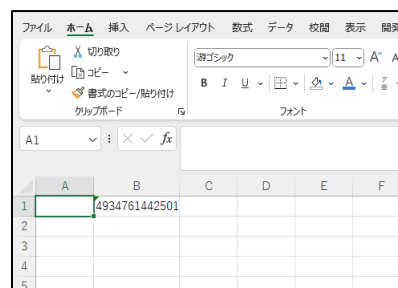 ファイル ホーム 挿入 ページ レイアウト 数式 データ 校閲 表示
貼り付け
切り取り
コピー
書式のコピー/貼り付け
クリップボード
游ゴシック 11 A
B I U A
フォント
A1 fx
A B C D E F
1 4934761442501
2
3
4
5